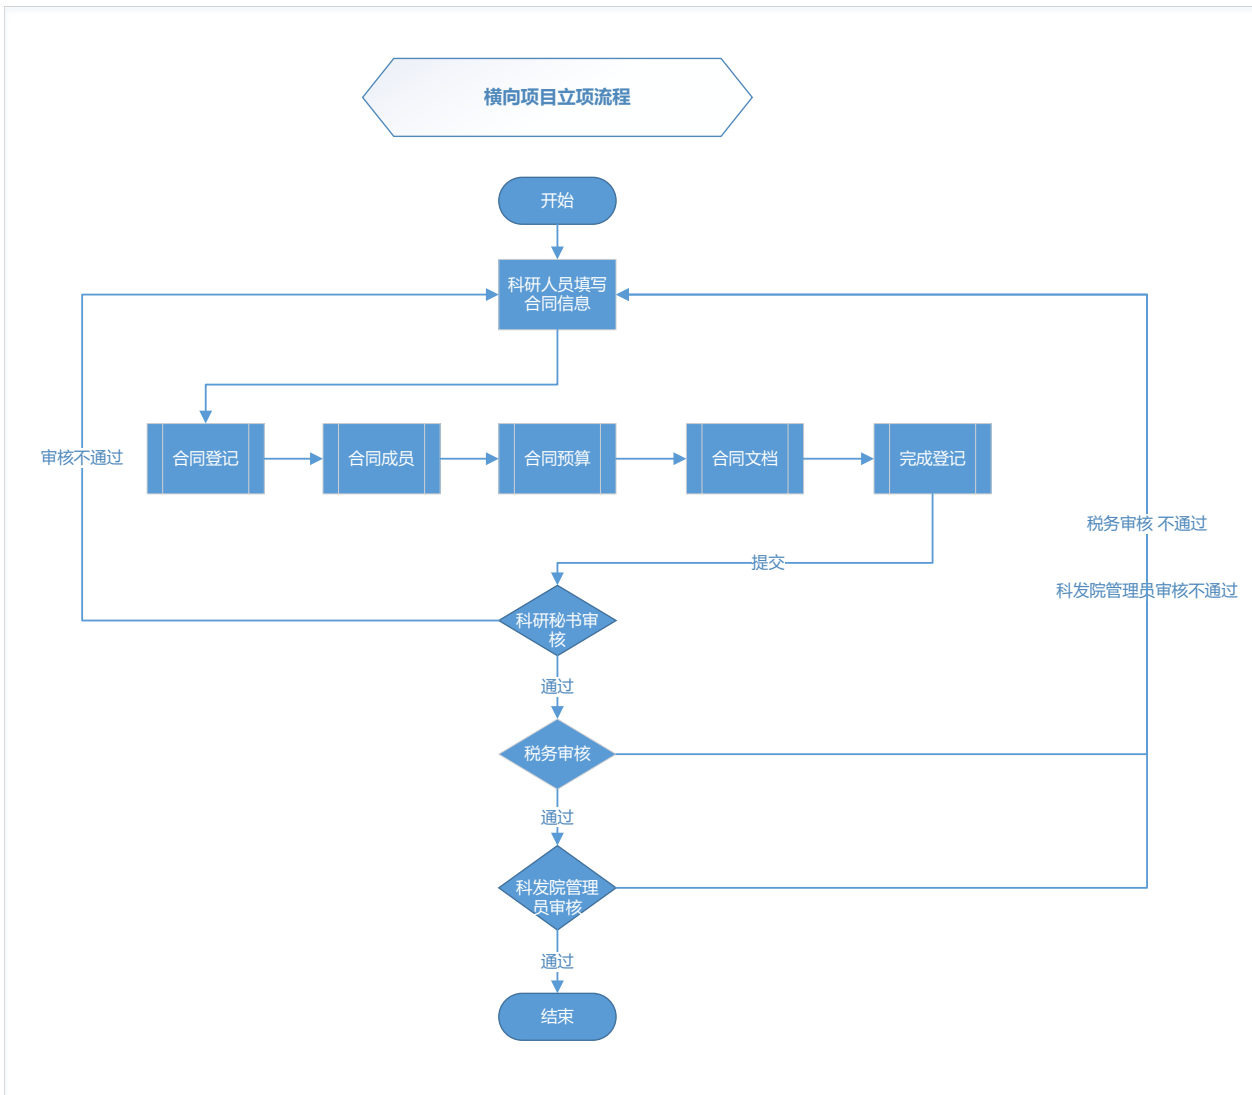 横向项目立项流程
开始
科研人员填写
合同信息
审核不通过
合同登记
合同成员
合同预算
合同文档
完成登记
税务审核 不通过
提交
科发院管理员审核不通过
科研秘书审
核
通过
税务审核
通过
科发院管理
员审核
通过
结束